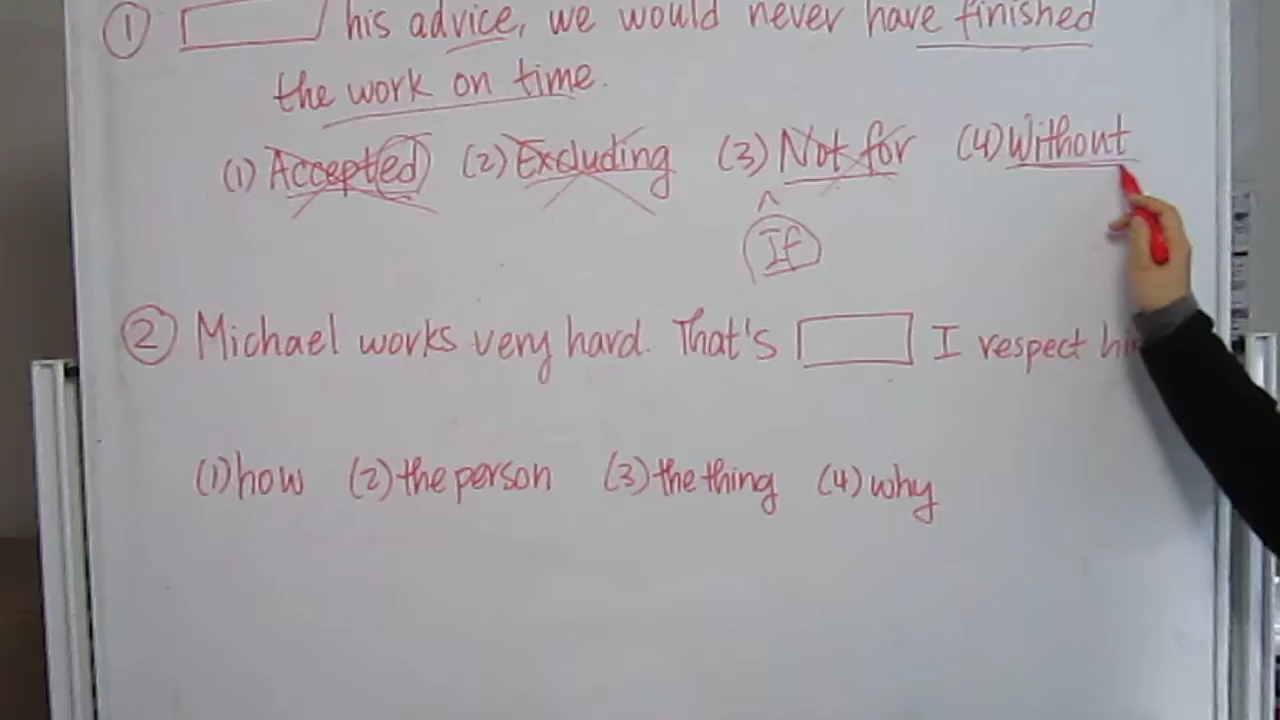 ① his advice, we would never have finished
the work on time.
(1) Accepted (2) Excluding (3) Not for (4) Without
^
If
② Michael works very hard. That's I respect
(1) how (2) the person (3) the thing (4) why